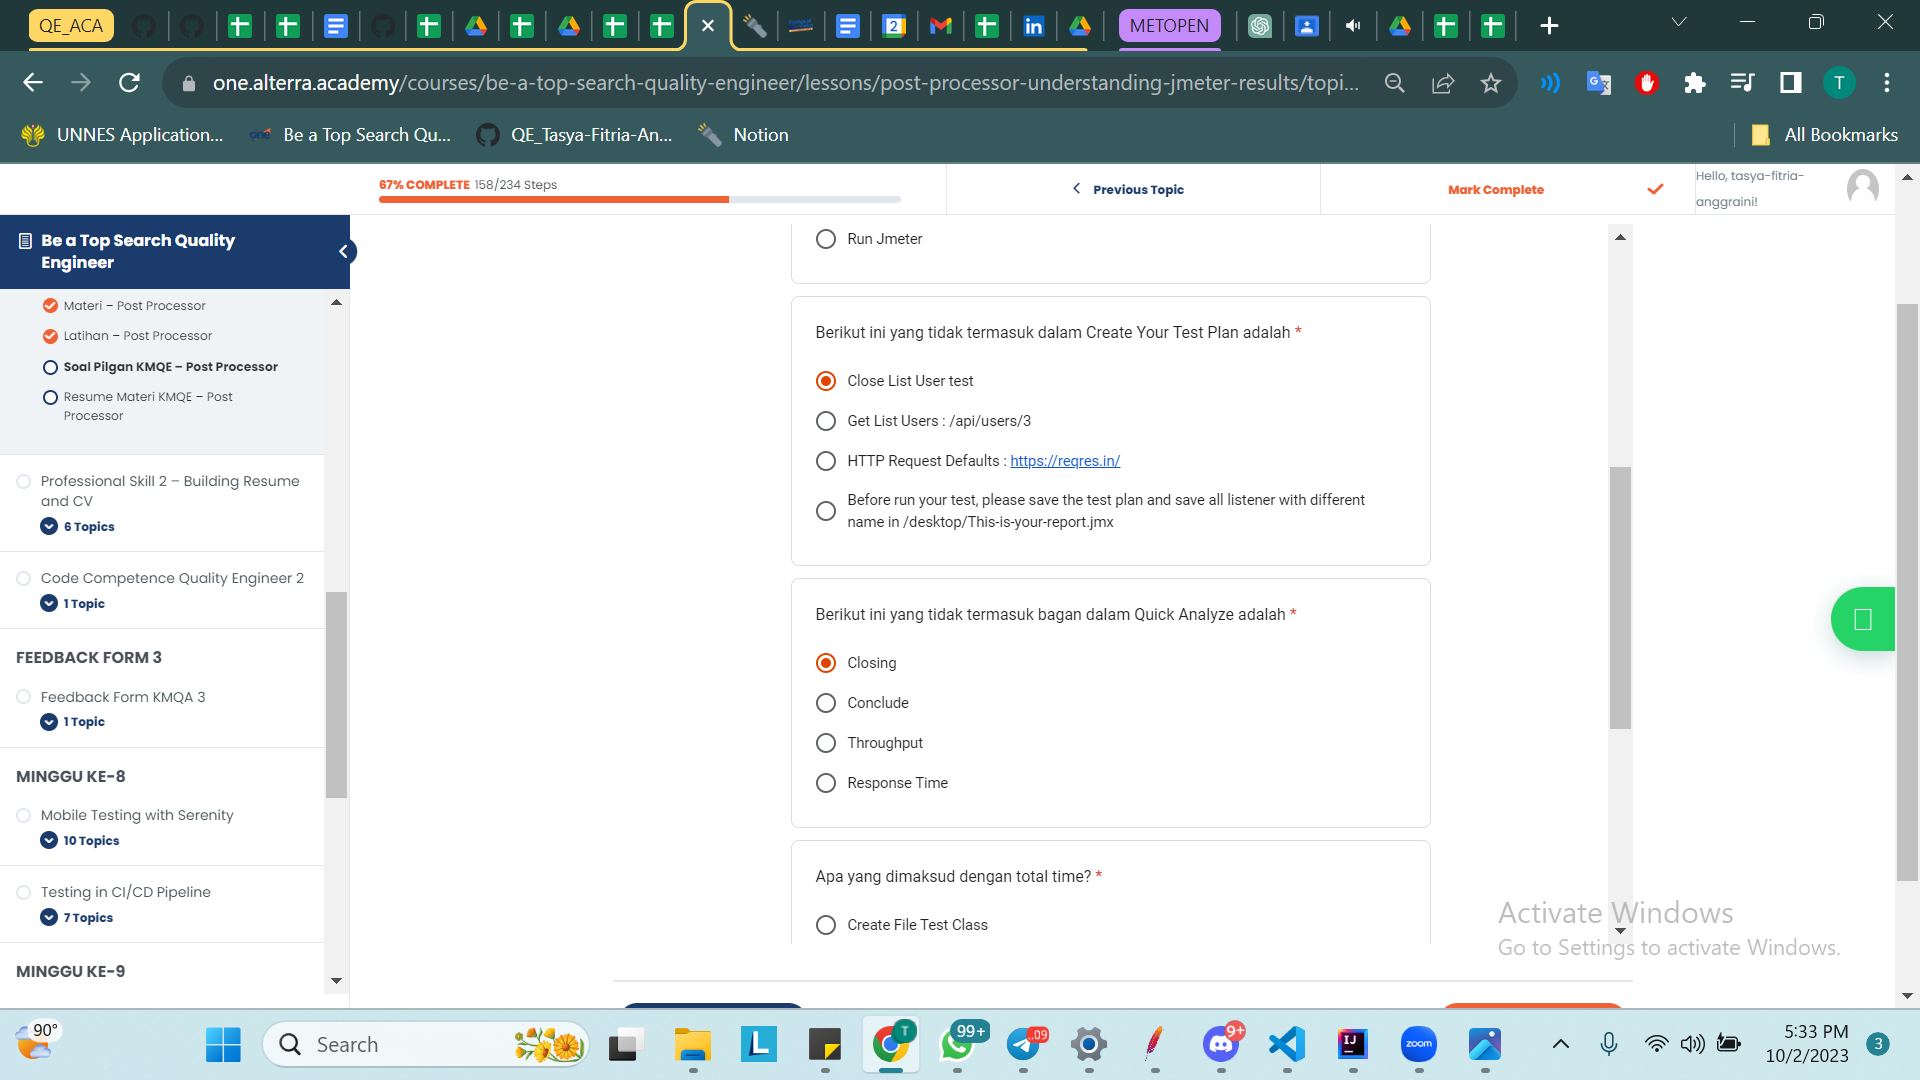 QE_ACA
METOPEN
one.alterra.academy/courses/be-a-top-search-quality-engineer/lessons/post-processor-understanding-jmeter-results/topi...
UNNES Application...
Be a Top Search Qu...
QE_Tasya-Fitria-An...
Notion
All Bookmarks
67% COMPLETE 158/234 Steps
Previous Topic
Mark Complete
Hello, tasya-fitria-
anggraini!
Be a Top Search Quality
Engineer
Materi – Post Processor
Latihan – Post Processor
Soal Pilgan KMQE – Post Processor
Resume Materi KMQE – Post
Processor
Professional Skill 2 – Building Resume
and CV
6 Topics
Code Competence Quality Engineer 2
1 Topic
FEEDBACK FORM 3
Feedback Form KMQA 3
1 Topic
MINGGU KE-8
Mobile Testing with Serenity
10 Topics
Testing in CI/CD Pipeline
7 Topics
MINGGU KE-9
Run Jmeter
Berikut ini yang tidak termasuk dalam Create Your Test Plan adalah *
Close List User test
Get List Users : /api/users/3
HTTP Request Defaults : https://reqres.in/
Before run your test, please save the test plan and save all listener with different
name in /desktop/This-is-your-report.jmx
Berikut ini yang tidak termasuk bagan dalam Quick Analyze adalah *
Closing
Conclude
Throughput
Response Time
Apa yang dimaksud dengan total time? *
Create File Test Class
Activate Windows
Go to Settings to activate Windows.
90°
Search
T
99+
.09
9+
zoom
5:33 PM
10/2/2023
3